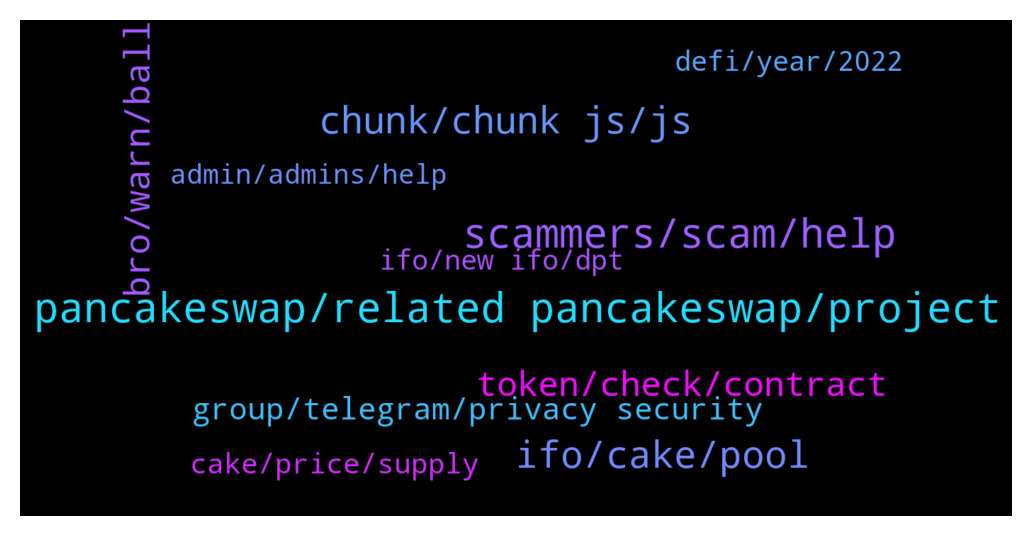 defi/year/2022
bro/warn/ball
chunk/chunk js/js
admin/admins/help
scammers/scam/help
ifo/new ifo/dpt
pancakeswap/related pancakeswap/project
token/check/contract
group/telegram/privacy security
ifo/cake/pool
cake/price/supply